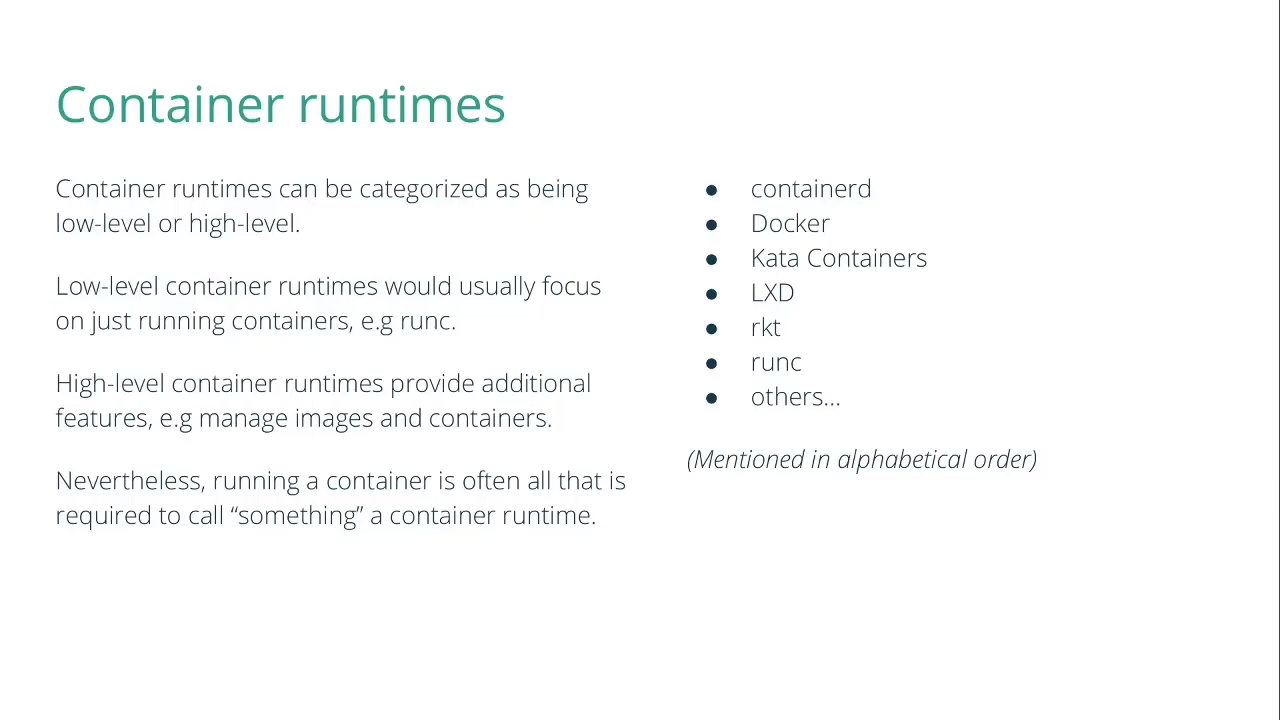 Container runtimes
Container runtimes can be categorized as being
low-level or high-level.
Low-level container runtimes would usually focus
on just running containers, e.g runc.
High-level container runtimes provide additional
features, e.g manage images and containers.
Nevertheless, running a container is often all that is
required to call “something” a container runtime.
● containerd
● Docker
● Kata Containers
● LXD
● rkt
● runc
● others...
(Mentioned in alphabetical order)